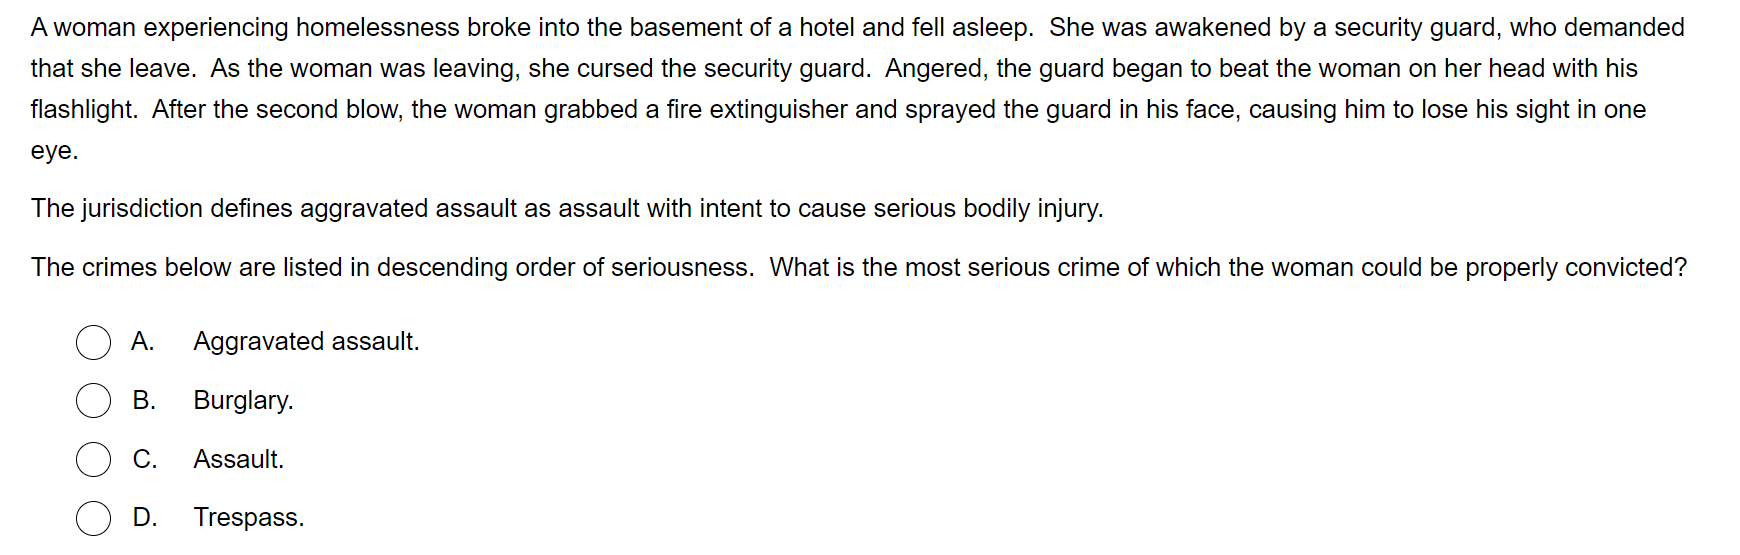 A woman experiencing homelessness broke into the basement of a hotel and fell asleep.  She was awakened by a security guard, who demanded
that she leave.  As the woman was leaving, she cursed the security guard.  Angered, the guard began to beat the woman on her head with his
flashlight.  After the second blow, the woman grabbed a fire extinguisher and sprayed the guard in his face, causing him to lose his sight in one
eye.
The jurisdiction defines aggravated assault as assault with intent to cause serious bodily injury.
The crimes below are listed in descending order of seriousness.  What is the most serious crime of which the woman could be properly convicted?
A. Aggravated assault.
B. Burglary.
C. Assault.
D. Trespass.